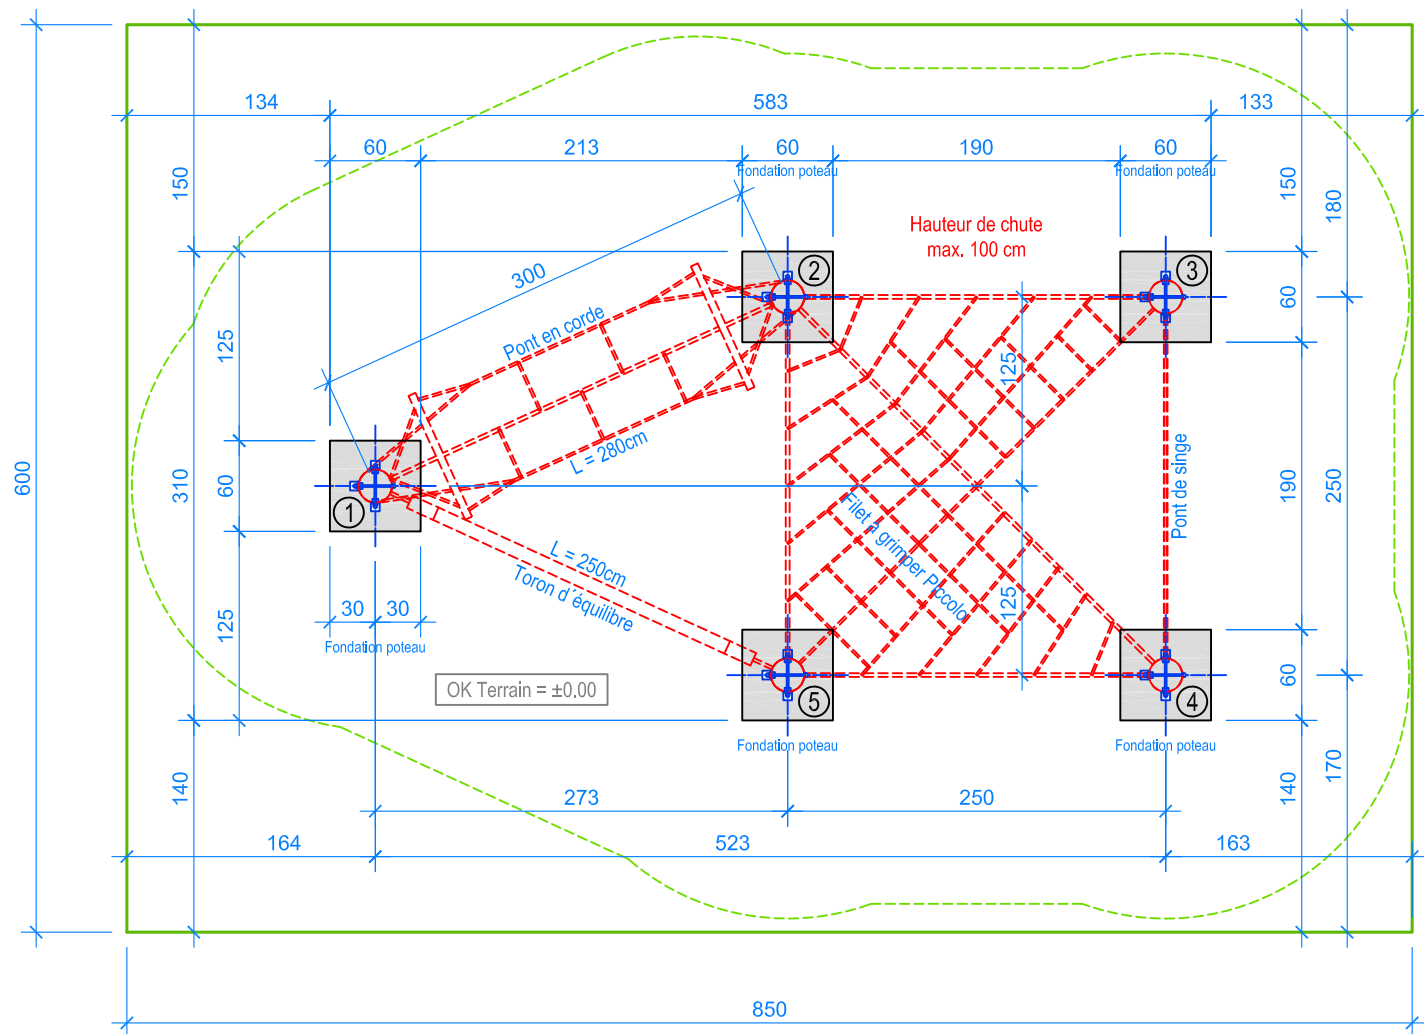 134
583
133
60
213
60
190
60
Fondation poteau
Fondation poteau
150
150
180
Hauteur de chute
max. 100 cm
300
2
3
60
Pont en corde
125
125
L = 280cm
Pont de singe
600
310
60
1
190
250
Filet à grimper Piccolo
L = 250cm
Toron d´équilibre
125
30
30
125
Fondation poteau
OK Terrain = ±0,00
5
4
60
Fondation poteau
Fondation poteau
140
140
170
273
250
164
523
163
850